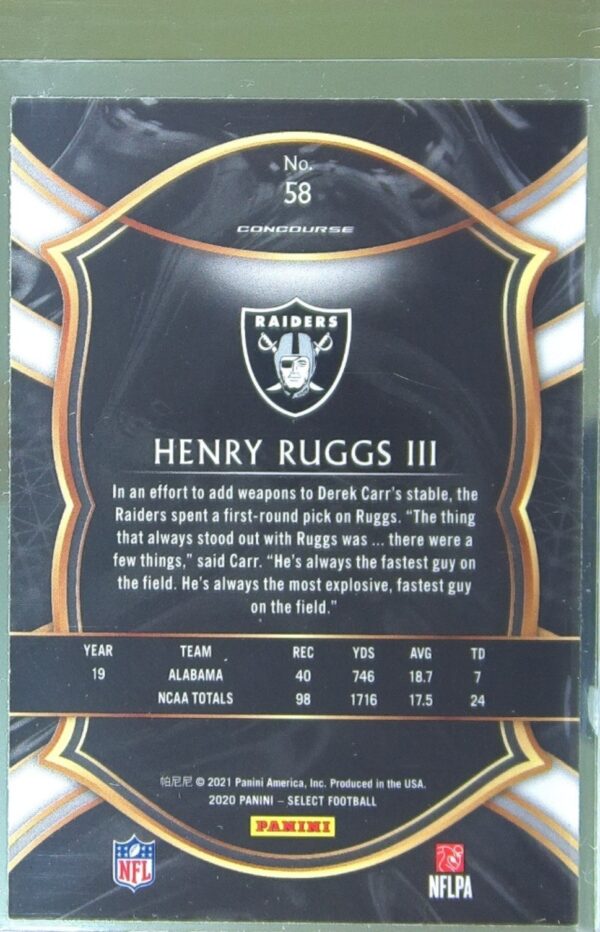 No.
58
CONCOURSE
RAIDERS
HENRY RUGGS III
In an effort to add weapons to Derek Carr's stable, the
Raiders spent a first-round pick on Ruggs. “The thing
that always stood out with Ruggs was ... there were a
few things,” said Carr. “He's always the fastest guy on
the field. He's always the most explosive, fastest guy
on the field.”
YEAR TEAM REC YDS AVG TD
19 ALABAMA 40 746 18.7 7
NCAA TOTALS 98 1716 17.5 24
帕尼尼 © 2021 Panini America, Inc. Produced in the USA.
2020 PANINI – SELECT FOOTBALL
PANINI
NFL
NFLPA